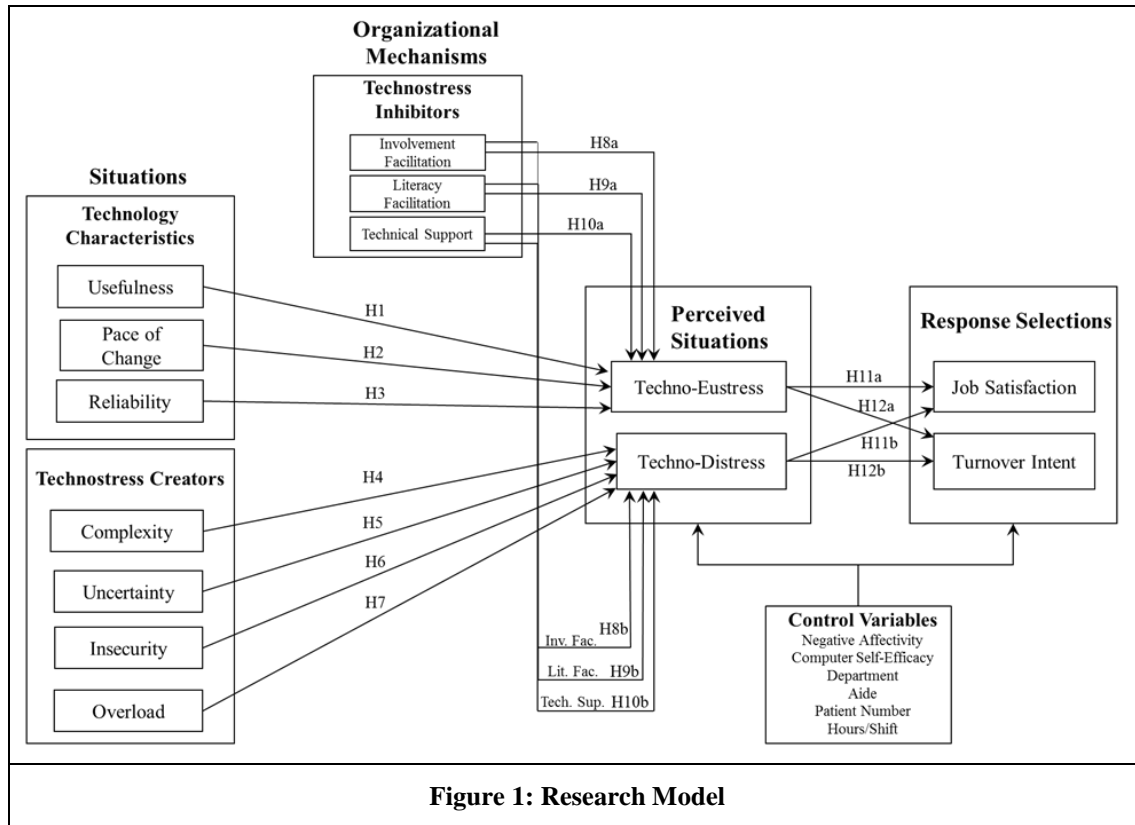 Organizational
Mechanisms
Technostress
Inhibitors
Involvement
Facilitation
Literacy
Facilitation
Technical Support
H8a
H9a
H10a
Situations
Technology
Characteristics
Usefulness
Pace of
Change
Reliability
H1
H2
H3
Technostress Creators
Complexity
Uncertainty
Insecurity
Overload
H4
H5
H6
H7
Perceived
Situations
Techno-Eustress
Techno-Distress
H11a
H12a
H11b
H12b
Response Selections
Job Satisfaction
Turnover Intent
Inv. Fac.
H8b
Lit. Fac. H9b
Tech. Sup. H10b
Control Variables
Negative Affectivity
Computer Self-Efficacy
Department
Aide
Patient Number
Hours/Shift
Figure 1: Research Model